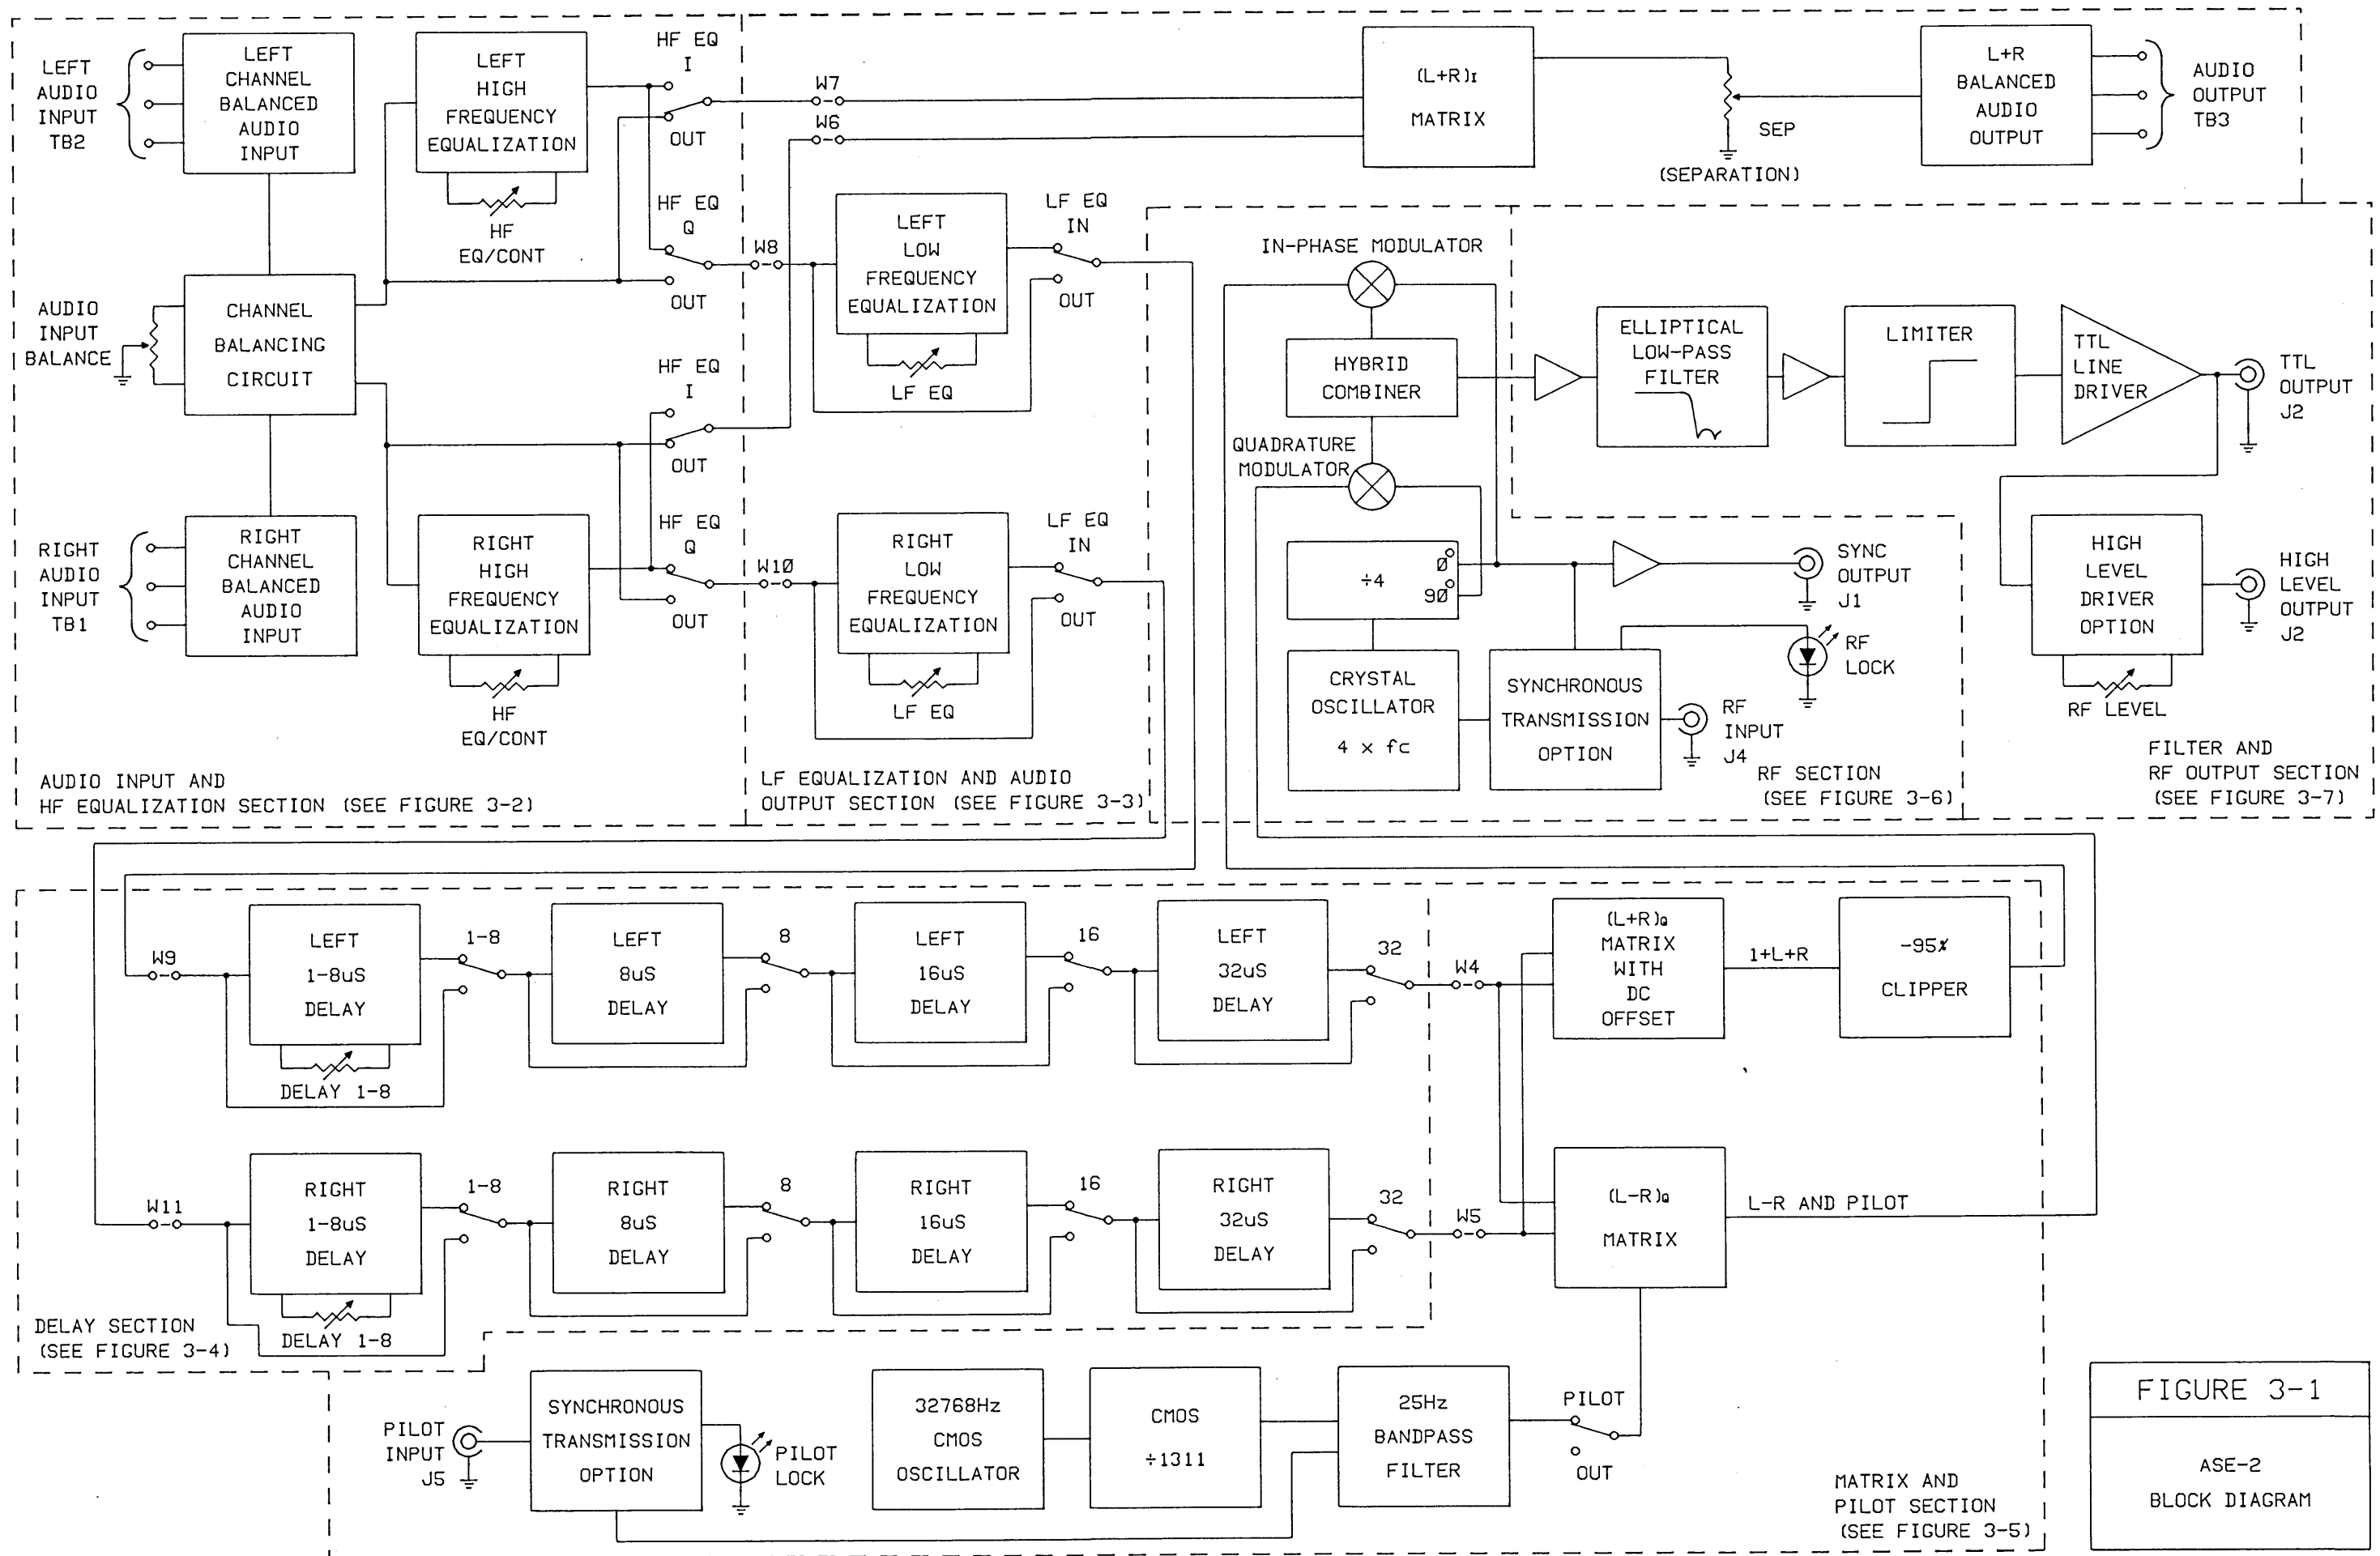 LEFT
AUDIO
INPUT
TB2
LEFT
CHANNEL
BALANCED
AUDIO
INPUT
LEFT
HIGH
FREQUENCY
EQUALIZATION
HF
EQ/CONT
HF EQ
I
OUT
HF EQ
Q
OUT
AUDIO
INPUT
BALANCE
CHANNEL
BALANCING
CIRCUIT
HF EQ
I
OUT
RIGHT
AUDIO
INPUT
TB1
RIGHT
CHANNEL
BALANCED
AUDIO
INPUT
RIGHT
HIGH
FREQUENCY
EQUALIZATION
HF
EQ/CONT
HF EQ
Q
OUT
AUDIO INPUT AND
HF EQUALIZATION SECTION (SEE FIGURE 3-2)
W7
W6
(L+R)I
MATRIX
SEP
(SEPARATION)
L+R
BALANCED
AUDIO
OUTPUT
AUDIO
OUTPUT
TB3
W8
LEFT
LOW
FREQUENCY
EQUALIZATION
LF EQ
LF EQ
IN
OUT
W10
RIGHT
LOW
FREQUENCY
EQUALIZATION
LF EQ
LF EQ
IN
OUT
LF EQUALIZATION AND AUDIO
OUTPUT SECTION (SEE FIGURE 3-3)
IN-PHASE MODULATOR
HYBRID
COMBINER
QUADRATURE
MODULATOR
÷4
0°
90°
CRYSTAL
OSCILLATOR
4 x fc
SYNCHRONOUS
TRANSMISSION
OPTION
SYNC
OUTPUT
J1
RF
LOCK
RF
INPUT
J4
RF SECTION
(SEE FIGURE 3-6)
ELLIPTICAL
LOW-PASS
FILTER
LIMITER
TTL
LINE
DRIVER
TTL
OUTPUT
J2
HIGH
LEVEL
DRIVER
OPTION
RF LEVEL
HIGH
LEVEL
OUTPUT
J2
FILTER AND
RF OUTPUT SECTION
(SEE FIGURE 3-7)
W9
LEFT
1-8uS
DELAY
DELAY 1-8
1-8
LEFT
8uS
DELAY
8
LEFT
16uS
DELAY
16
LEFT
32uS
DELAY
32
W4
(L+R)Q
MATRIX
WITH
DC
OFFSET
1+L+R
-95%
CLIPPER
W11
RIGHT
1-8uS
DELAY
DELAY 1-8
1-8
RIGHT
8uS
DELAY
8
RIGHT
16uS
DELAY
16
RIGHT
32uS
DELAY
32
W5
(L-R)Q
MATRIX
L-R AND PILOT
DELAY SECTION
(SEE FIGURE 3-4)
PILOT
INPUT
J5
SYNCHRONOUS
TRANSMISSION
OPTION
PILOT
LOCK
32768Hz
CMOS
OSCILLATOR
CMOS
÷1311
25Hz
BANDPASS
FILTER
PILOT
OUT
MATRIX AND
PILOT SECTION
(SEE FIGURE 3-5)
FIGURE 3-1
ASE-2
BLOCK DIAGRAM